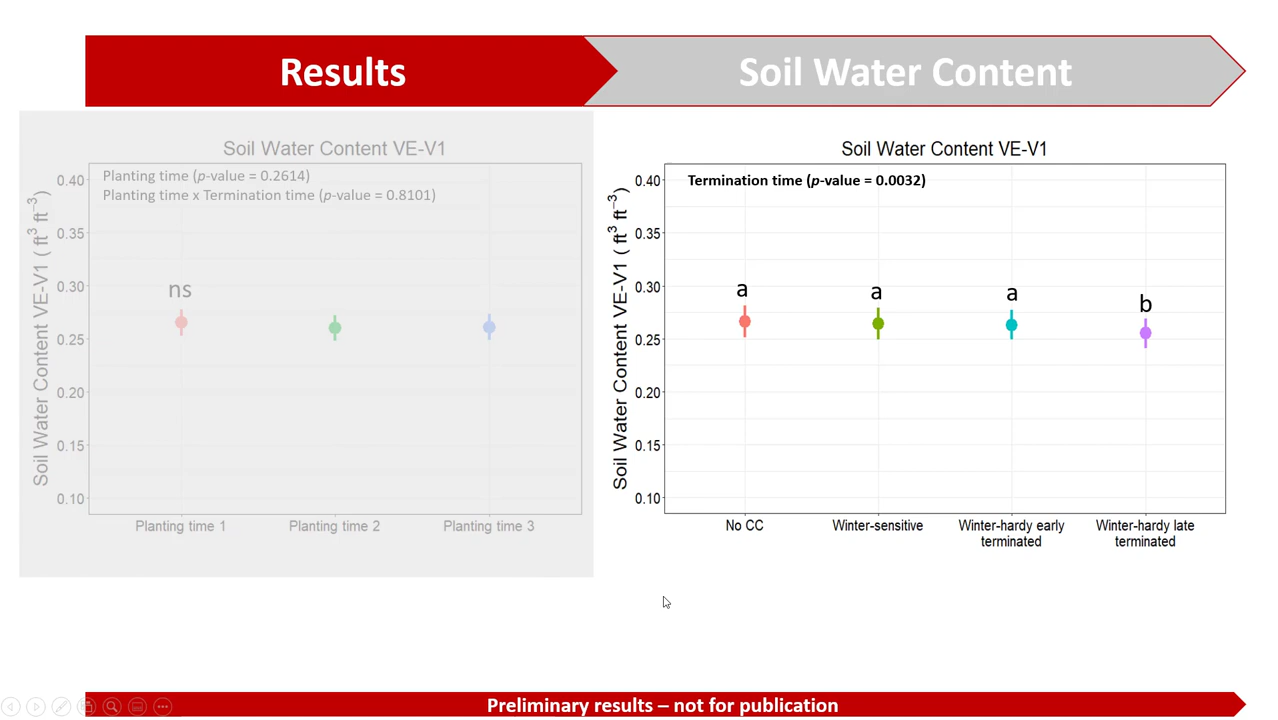 Results
Soil Water Content
Soil Water Content VE-V1
Planting time (p-value = 0.2614)
Planting time x Termination time (p-value = 0.8101)
Soil Water Content VE-V1 ( ft³ ft⁻³)
0.40
0.35
0.30
0.25
0.20
0.15
0.10
ns
Planting time 1
Planting time 2
Planting time 3
Soil Water Content VE-V1
Termination time (p-value = 0.0032)
Soil Water Content VE-V1 ( ft³ ft⁻³)
0.40
0.35
0.30
0.25
0.20
0.15
0.10
a
a
a
b
No CC
Winter-sensitive
Winter-hardy early
terminated
Winter-hardy late
terminated
Preliminary results – not for publication